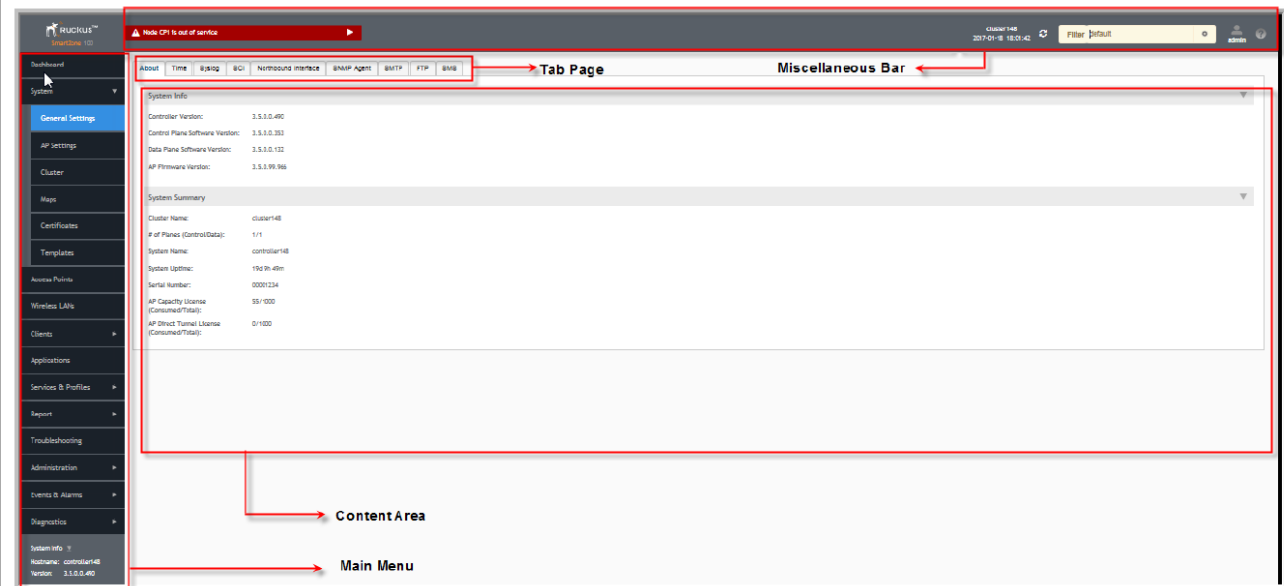 RUCKUS™
SmartZone 100
Node CP1 is out of service
cluster148
2017-01-18 18:01:42
Filter default
admin
About Time Syslog SCI Northbound Interface SNMP Agent SMTP FTP SMS
Tab Page
Miscellaneous Bar
Dashboard
System
General Settings
AP Settings
Cluster
Maps
Certificates
Templates
Access Points
Wireless LANs
Clients
Applications
Services & Profiles
Report
Troubleshooting
Administration
Events & Alarms
Diagnostics
System Info ?
Hostname: controller148
Version: 3.5.0.0.490
System Info
Controller Version: 3.5.0.0.490
Control Plane Software Version: 3.5.0.0.353
Data Plane Software Version: 3.5.0.0.132
AP Firmware Version: 3.5.0.99.966
System Summary
Cluster Name: cluster148
# of Planes (Control/Data): 1/1
System Name: controller148
System Uptime: 19d 9h 49m
Serial Number: 00001234
AP Capacity License 55/1000
(Consumed/Total):
AP Direct Tunnel License 0/1000
(Consumed/Total):
Content Area
Main Menu